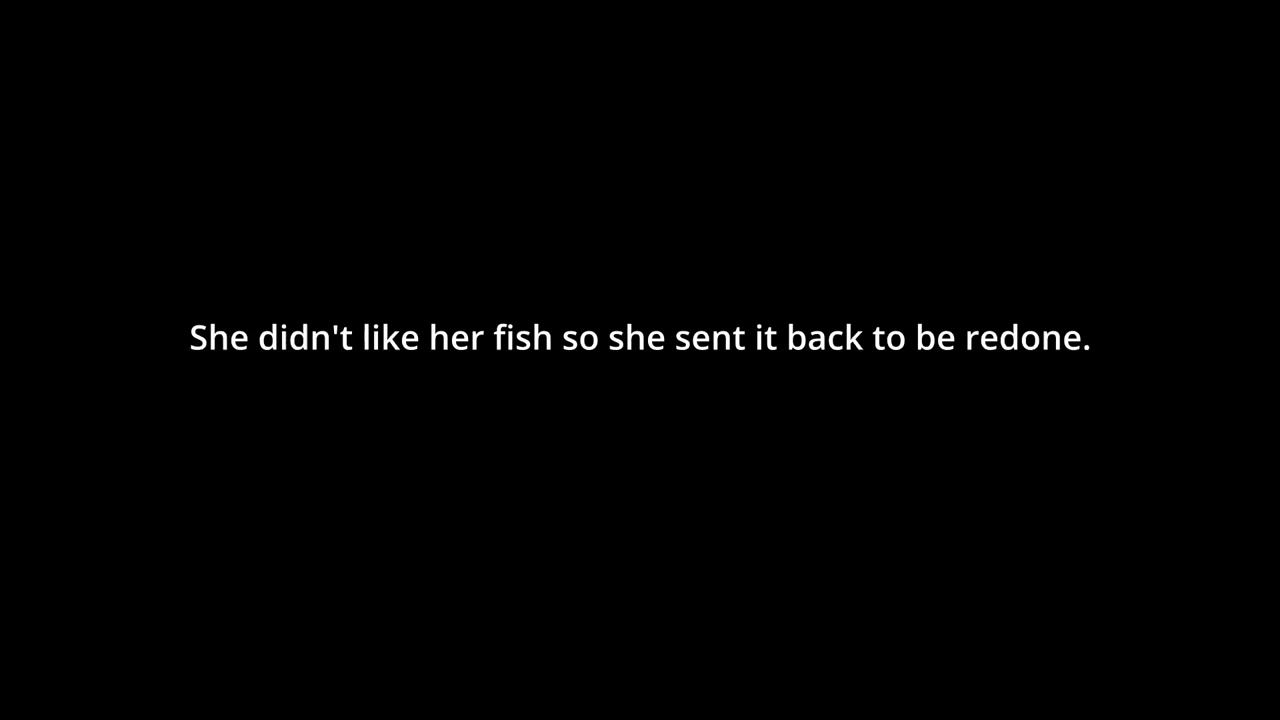 She didn't like her fish so she sent it back to be redone.